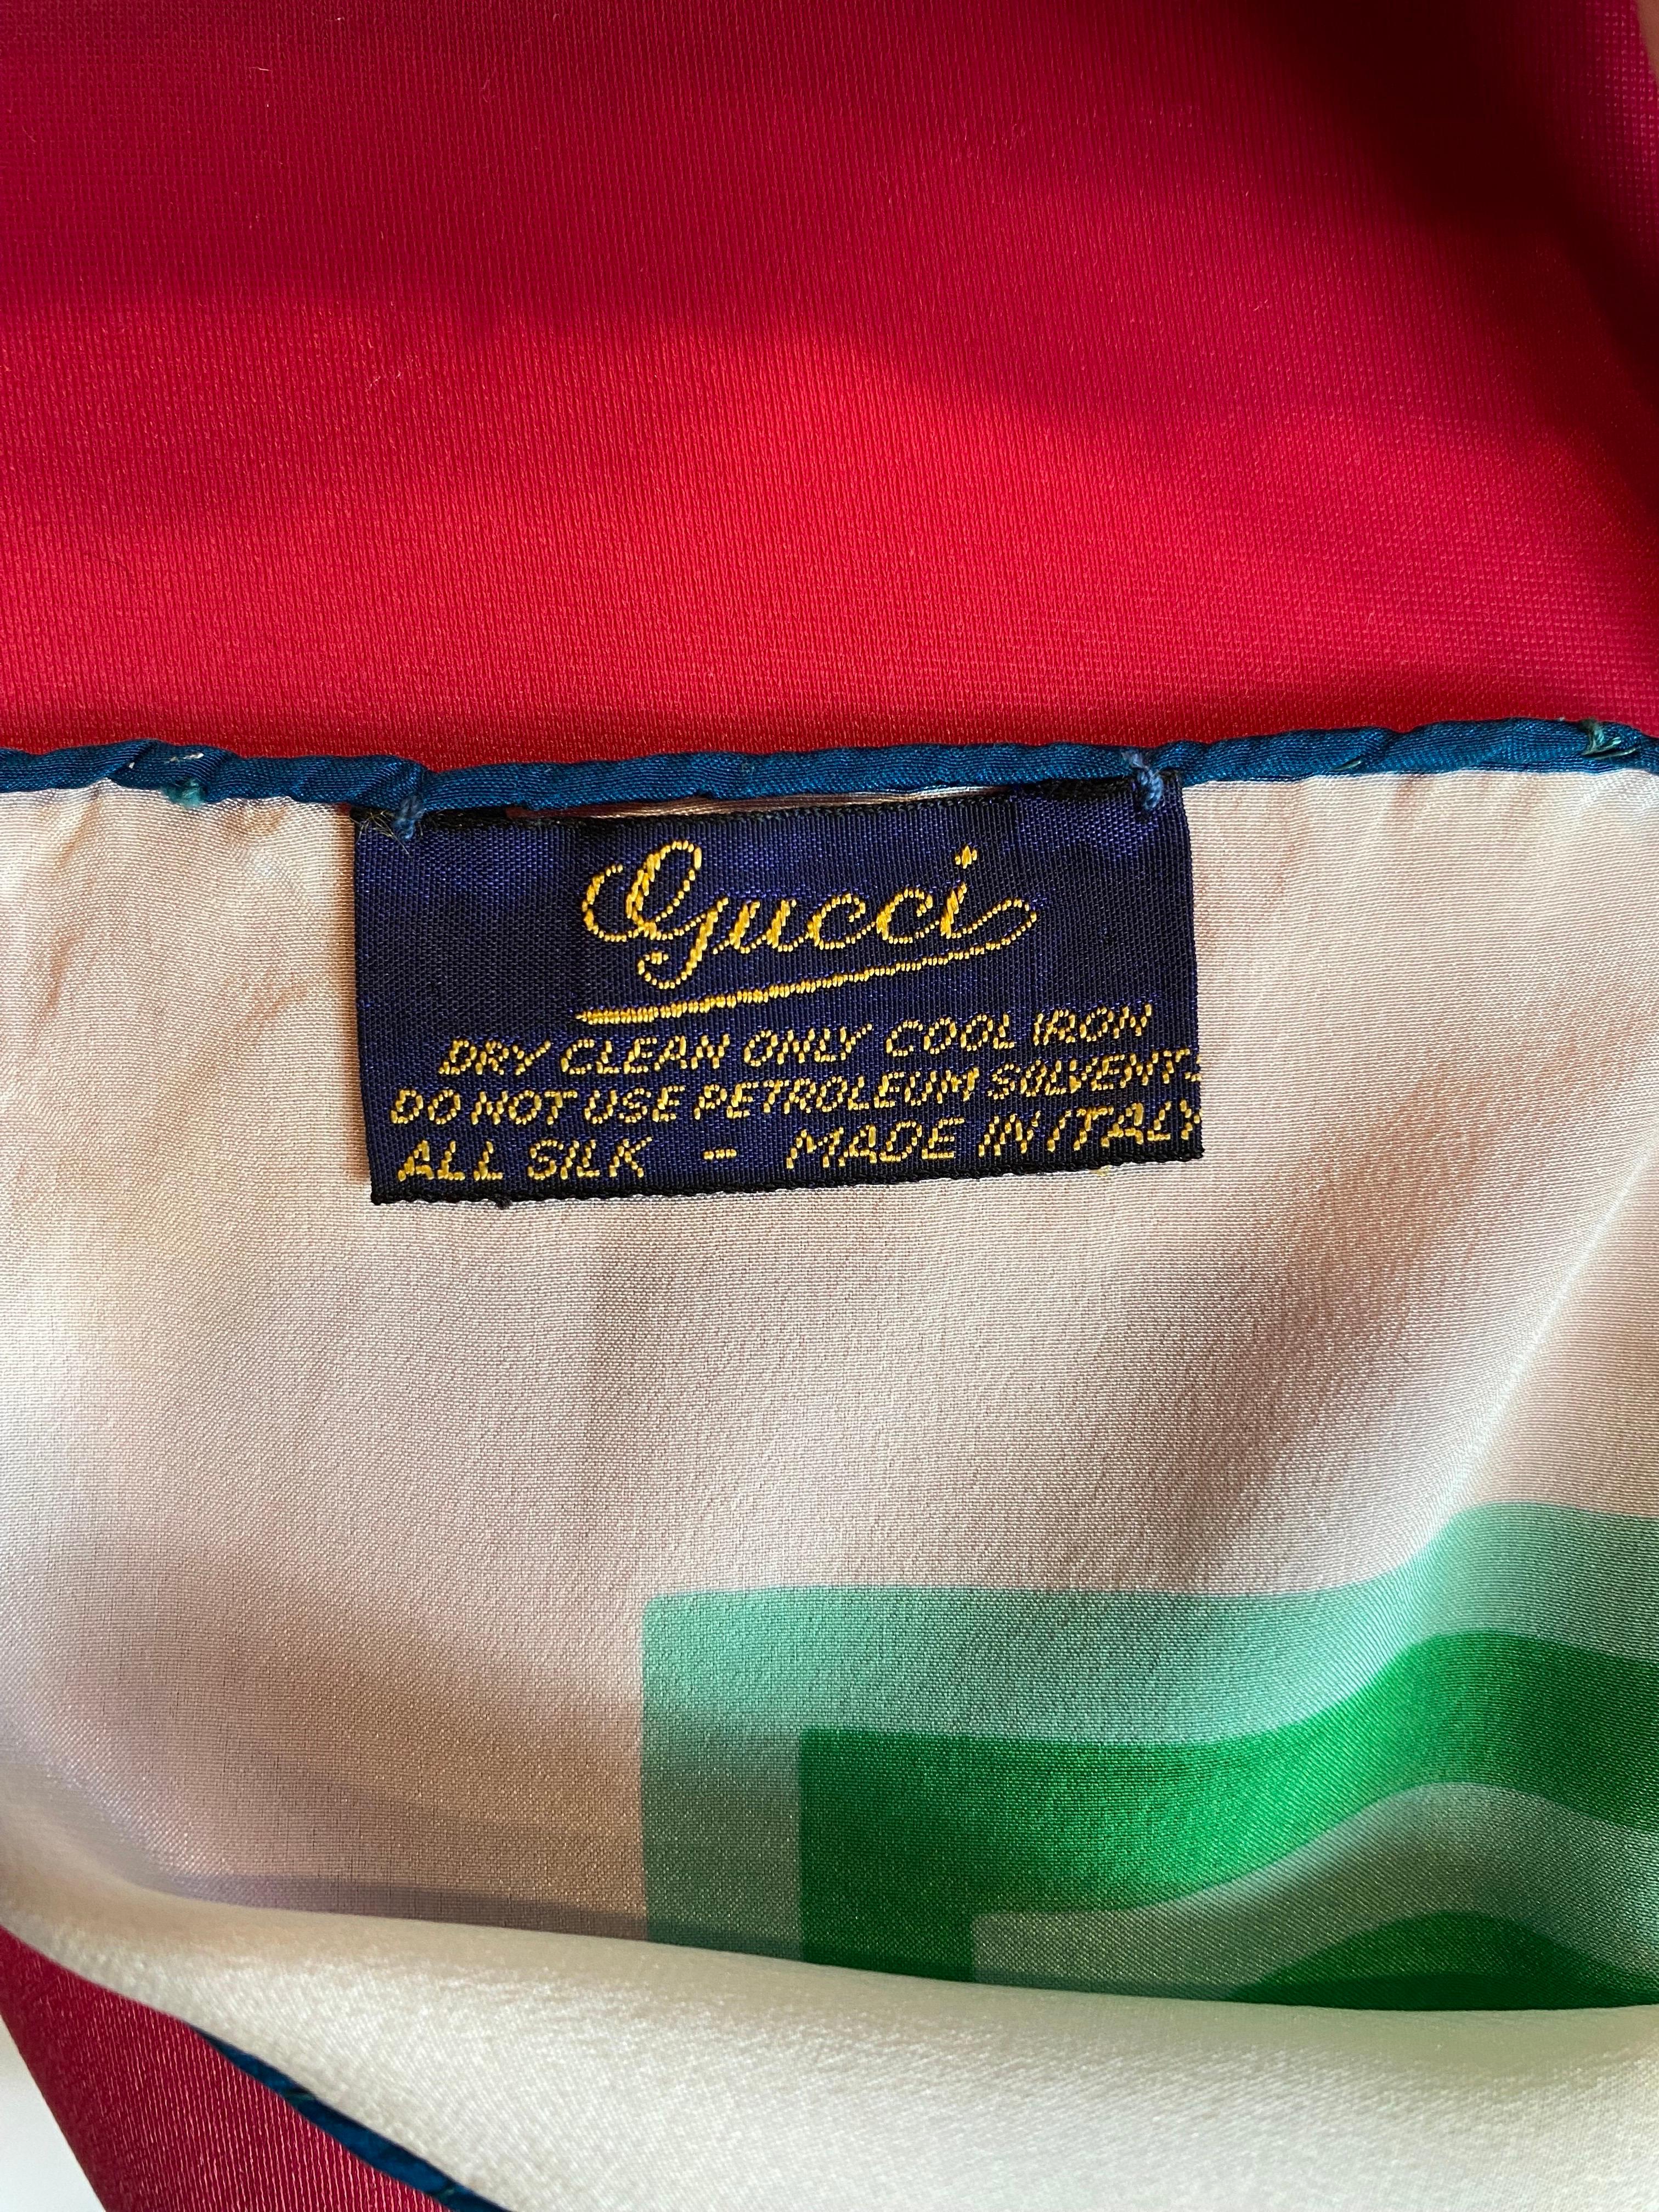 Gucci
DRY CLEAN ONLY COOL IRON
DO NOT USE PETROLEUM SOLVENTS
ALL SILK - MADE IN ITALY